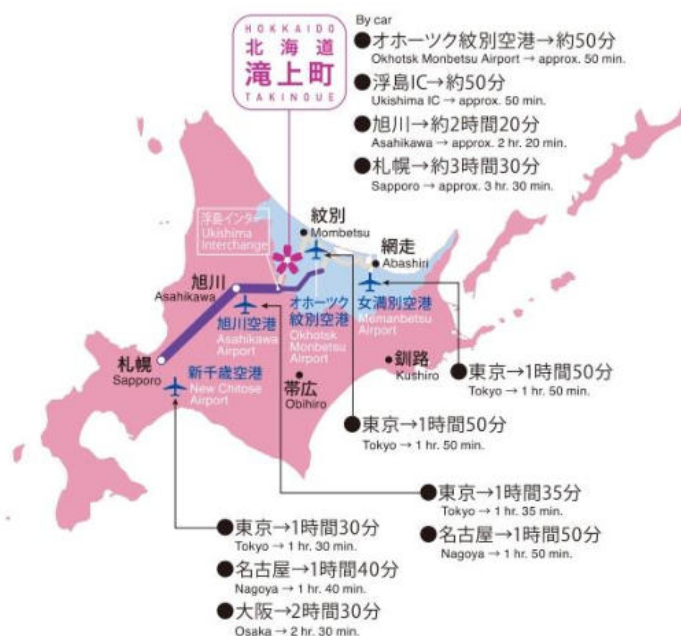 HOKKAIDO
北海道
滝上町
TAKINOUE
By car
●オホーツク紋別空港→約50分
Okhotsk Monbetsu Airport → approx. 50 min.
●浮島IC→約50分
Ukishima IC → approx. 50 min.
●旭川→約2時間20分
Asahikawa → approx. 2 hr. 20 min.
●札幌→約3時間30分
Sapporo → approx. 3 hr. 30 min.
浮島インター
Ukishima
Interchange
紋別
Mombetsu
網走
Abashiri
旭川
Asahikawa
旭川空港
Asahikawa
Airport
オホーツク
紋別空港
Okhotsk
Monbetsu
Airport
女満別空港
Memanbetsu
Airport
札幌
Sapporo
新千歳空港
New Chitose
Airport
帯広
Obihiro
釧路
Kushiro
●東京→1時間50分
Tokyo → 1 hr. 50 min.
●東京→1時間50分
Tokyo → 1 hr. 50 min.
●東京→1時間35分
Tokyo → 1 hr. 35 min.
●名古屋→1時間50分
Nagoya → 1 hr. 50 min.
●東京→1時間30分
Tokyo → 1 hr. 30 min.
●名古屋→1時間40分
Nagoya → 1 hr. 40 min.
●大阪→2時間30分
Osaka → 2 hr. 30 min.